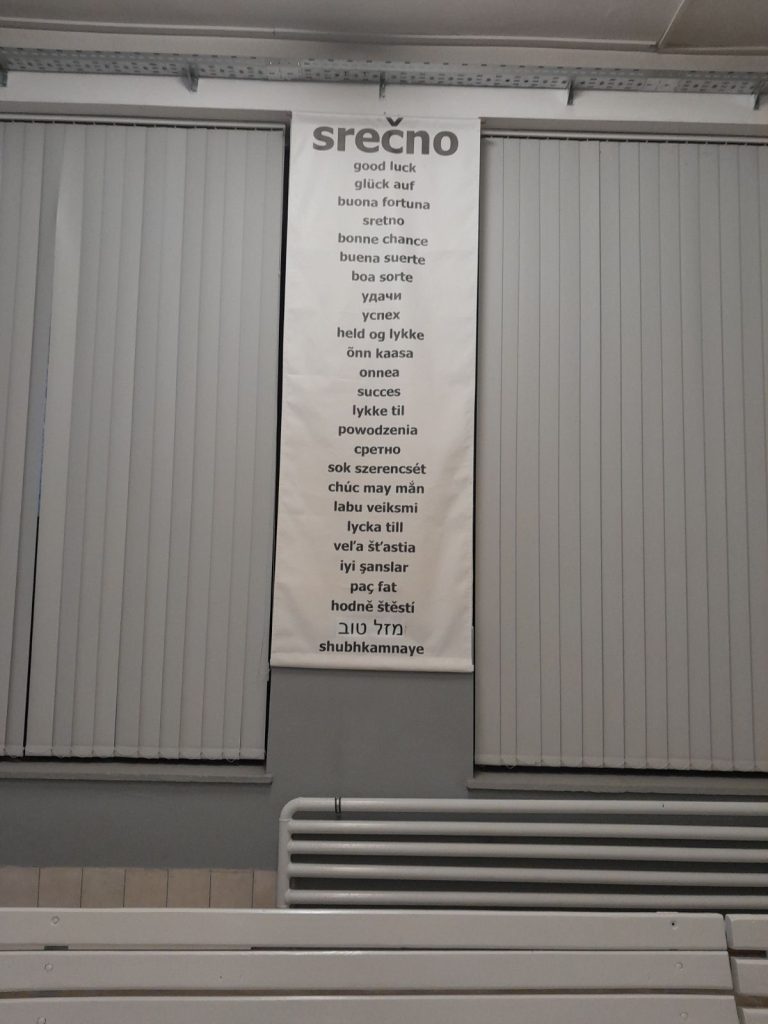 srečno
good luck
glück auf
buona fortuna
sretno
bonne chance
buena suerte
boa sorte
удачи
успех
held og lykke
õnn kaasa
onnea
succes
lykke til
powodzenia
сретно
sok szerencsét
chúc may mắn
labu veiksmi
lycka till
veľa šťastia
iyi şanslar
paç fat
hodně štěstí
מזל טוב
shubhkamnaye